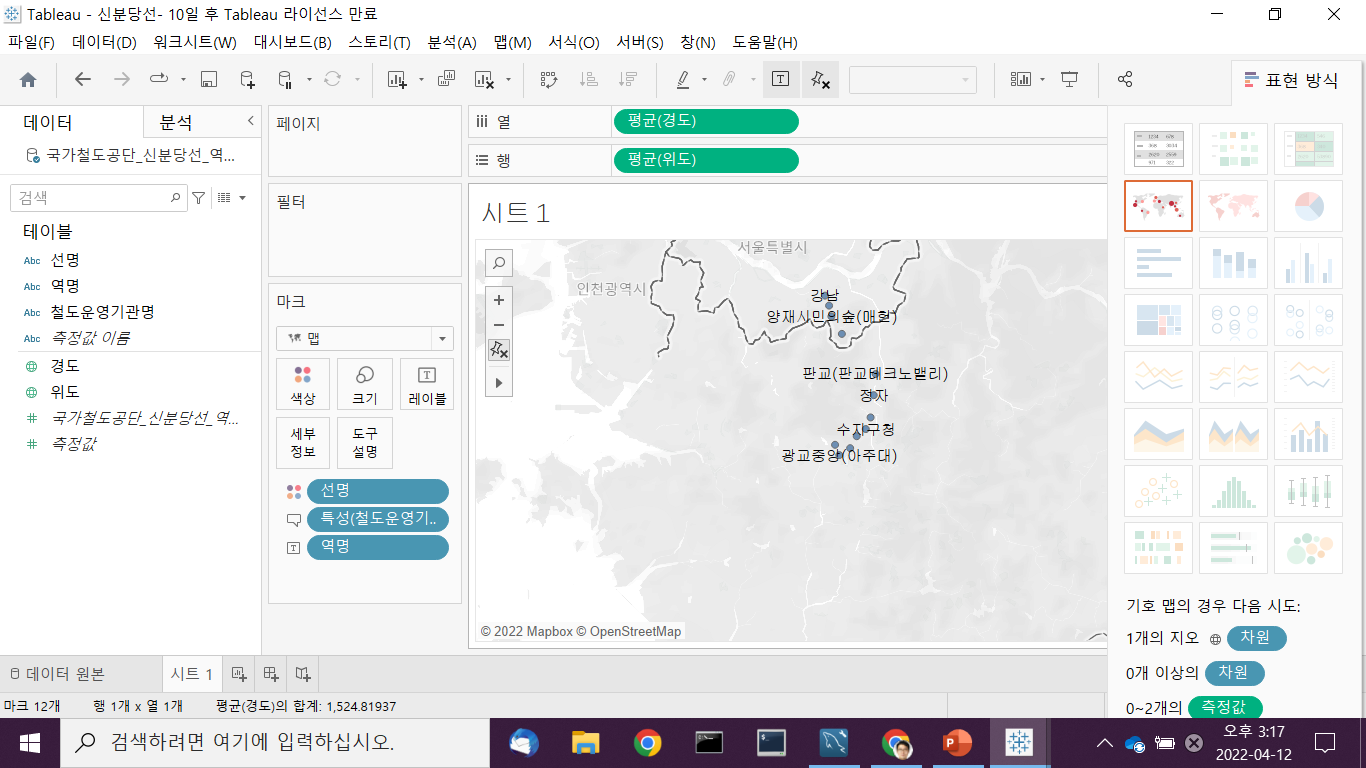 Tableau - 신분당선- 10일 후 Tableau 라이선스 만료
파일(F) 데이터(D) 워크시트(W) 대시보드(B) 스토리(T) 분석(A) 맵(M) 서식(O) 서버(S) 창(N) 도움말(H)
표현 방식
데이터 분석
국가철도공단_신분당선_역...
검색
테이블
Abc 선명
Abc 역명
Abc 철도운영기관명
Abc 측정값 이름
경도
위도
국가철도공단_신분당선_역...
측정값
페이지
필터
마크
맵
색상 크기 레이블
세부 정보 도구 설명
선명
특성(철도운영기..
역명
열 평균(경도)
행 평균(위도)
시트 1
서울특별시
인천광역시
강남
양재시민의숲(매헌)
판교(판교테크노밸리)
정자
수지구청
광교중앙(아주대)
© 2022 Mapbox © OpenStreetMap
기호 맵의 경우 다음 시도:
1개의 지오 차원
0개 이상의 차원
0~2개의 측정값
데이터 원본 시트 1
마크 12개 행 1개 x 열 1개 평균(경도)의 합계: 1,524.81937
검색하려면 여기에 입력하십시오.
오후 3:17
2022-04-12